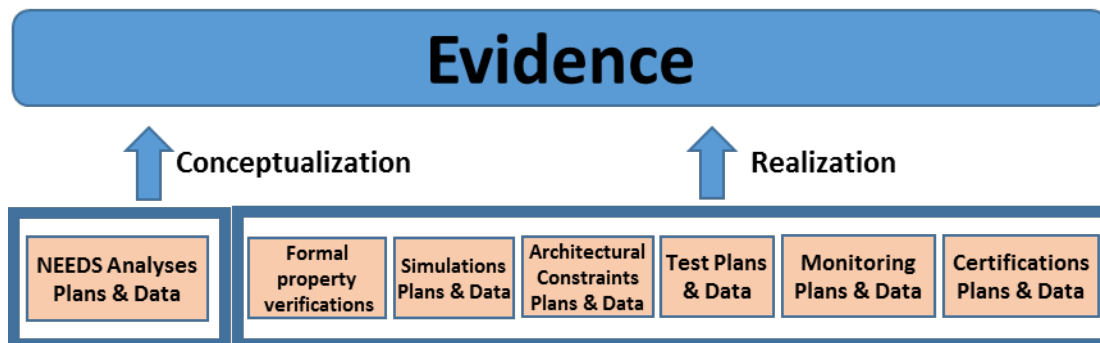 Evidence
Conceptualization
Realization
NEEDS Analyses
Plans & Data
Formal
property
verifications
Simulations
Plans & Data
Architectural
Constraints
Plans & Data
Test Plans
& Data
Monitoring
Plans & Data
Certifications
Plans & Data